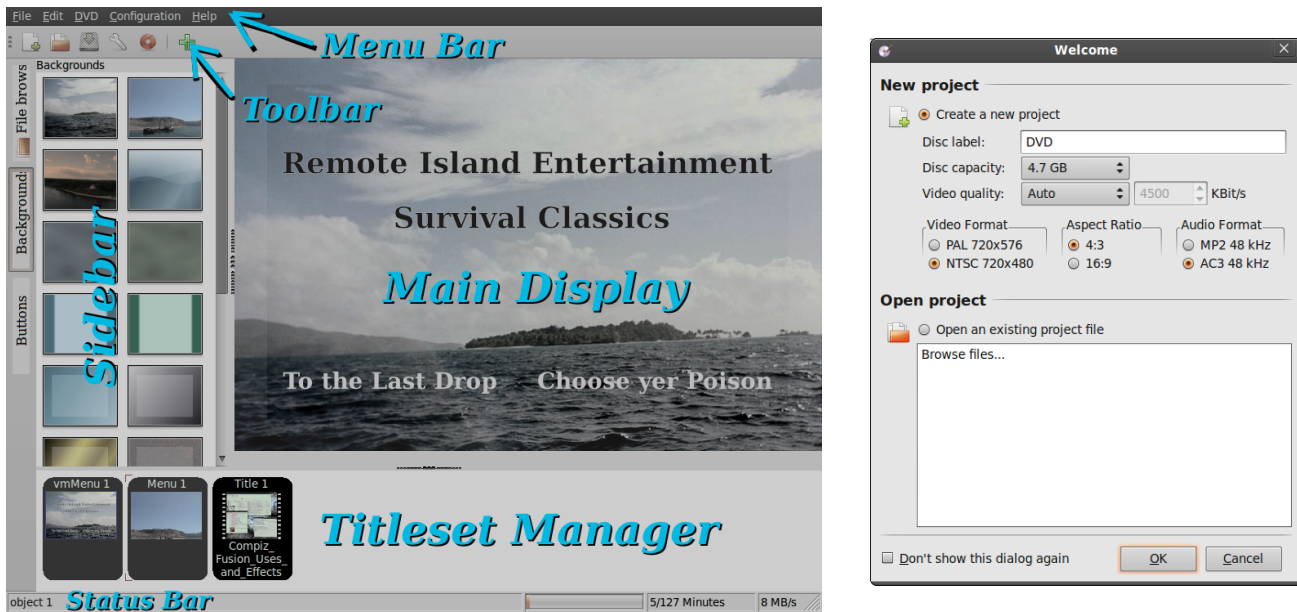 File Edit DVD Configuration Help
Menu Bar
Toolbar
File brows
Backgrounds
Buttons
Backgrounds
Sidebar
Remote Island Entertainment
Survival Classics
Main Display
To the Last Drop Choose yer Poison
vmMenu 1 Menu 1 Title 1
Compiz_
Fusion_Uses_
and_Effects
Titleset Manager
object 1 Status Bar 5/127 Minutes 8 MB/s
Welcome
New project
Create a new project
Disc label: DVD
Disc capacity: 4.7 GB
Video quality: Auto 4500 KBit/s
Video Format Aspect Ratio Audio Format
PAL 720x576 4:3 MP2 48 kHz
NTSC 720x480 16:9 AC3 48 kHz
Open project
Open an existing project file
Browse files...
Don't show this dialog again OK Cancel